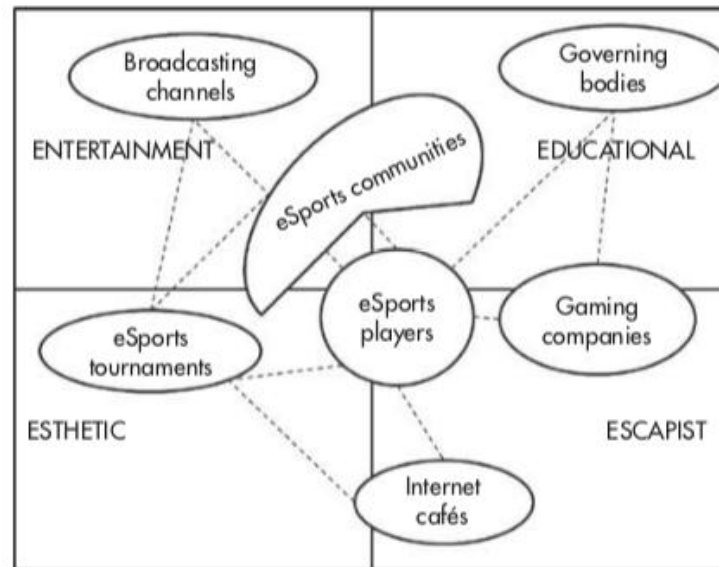 Broadcasting
channels
Governing
bodies
ENTERTAINMENT
EDUCATIONAL
eSports communities
eSports
players
Gaming
companies
eSports
tournaments
ESTHETIC
ESCAPIST
Internet
cafés